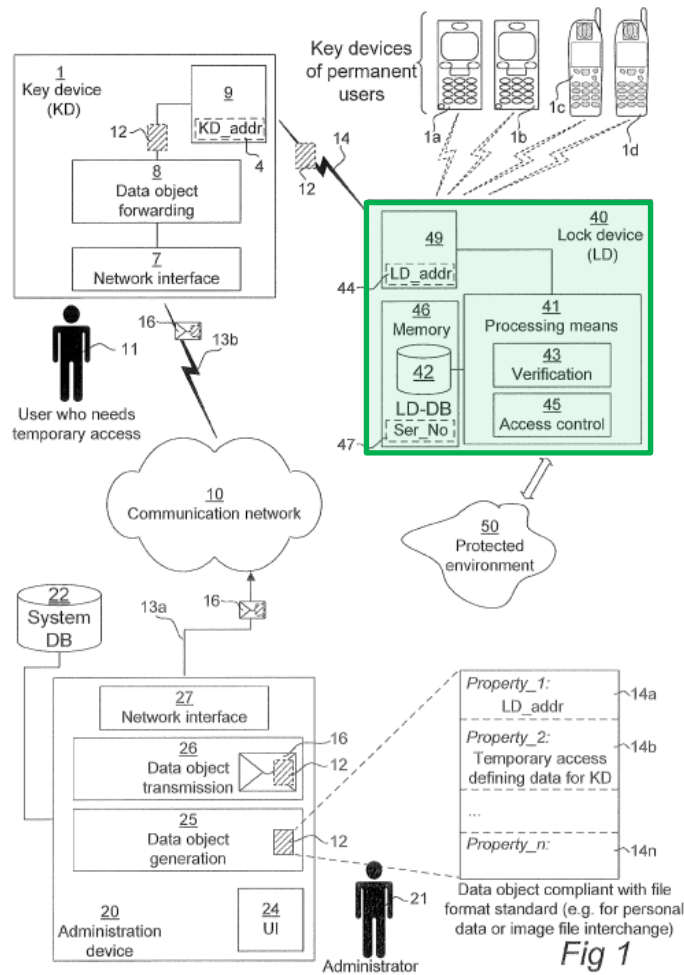 Key devices
of permanent
users
1a
1b
1c
1d
1
Key device
(KD)
9
KD_addr
4
12
8
Data object
forwarding
7
Network interface
12
14
40
Lock device
(LD)
49
LD_addr
44
46
Memory
42
LD-DB
Ser_No
47
41
Processing means
43
Verification
45
Access control
16
13b
11
User who needs
temporary access
10
Communication network
50
Protected
environment
22
System
DB
13a
16
27
Network interface
26
Data object
transmission
16
12
25
Data object
generation
12
20
Administration
device
24
UI
21
Administrator
Property_1:
LD_addr
14a
Property_2:
Temporary access
defining data for KD
14b
...
Property_n:
14n
Data object compliant with file
format standard (e.g. for personal
data or image file interchange)
Fig 1